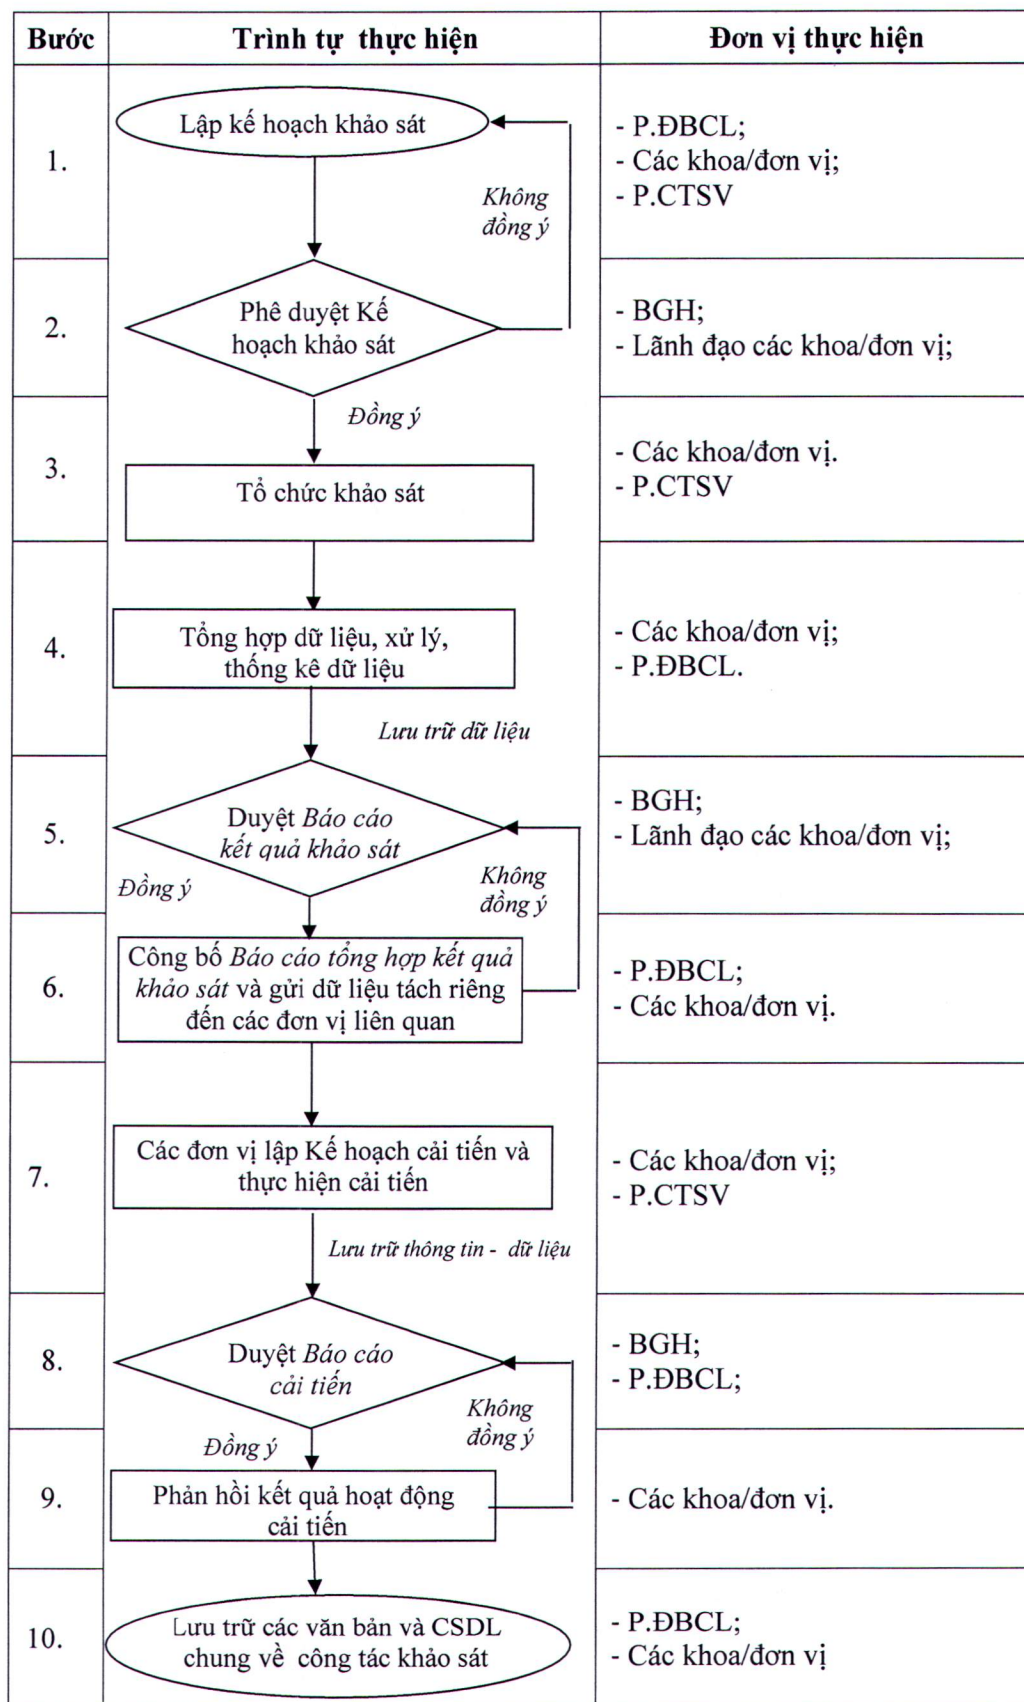 Bước
Trình tự thực hiện
Đơn vị thực hiện
1.
Lập kế hoạch khảo sát
Không
đồng ý
- P.ĐBCL;
- Các khoa/đơn vị;
- P.CTSV
2.
Phê duyệt Kế
hoạch khảo sát
- BGH;
- Lãnh đạo các khoa/đơn vị;
Đồng ý
3.
Tổ chức khảo sát
- Các khoa/đơn vị.
- P.CTSV
4.
Tổng hợp dữ liệu, xử lý,
thống kê dữ liệu
- Các khoa/đơn vị;
- P.ĐBCL.
Lưu trữ dữ liệu
5.
Duyệt Báo cáo
kết quả khảo sát
Đồng ý
Không
đồng ý
- BGH;
- Lãnh đạo các khoa/đơn vị;
6.
Công bố Báo cáo tổng hợp kết quả
khảo sát và gửi dữ liệu tách riêng
đến các đơn vị liên quan
- P.ĐBCL;
- Các khoa/đơn vị.
7.
Các đơn vị lập Kế hoạch cải tiến và
thực hiện cải tiến
- Các khoa/đơn vị;
- P.CTSV
Lưu trữ thông tin - dữ liệu
8.
Duyệt Báo cáo
cải tiến
Không
đồng ý
- BGH;
- P.ĐBCL;
Đồng ý
9.
Phản hồi kết quả hoạt động
cải tiến
- Các khoa/đơn vị.
10.
Lưu trữ các văn bản và CSDL
chung về công tác khảo sát
- P.ĐBCL;
- Các khoa/đơn vị